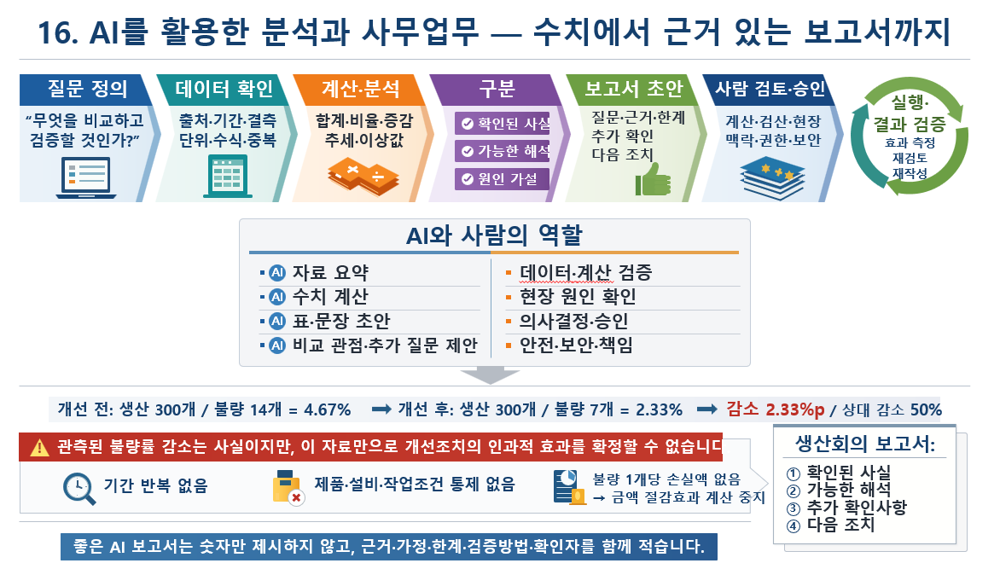 16. AI를 활용한 분석과 사무업무 — 수치에서 근거 있는 보고서까지
질문 정의
“무엇을 비교하고
검증할 것인가?”
데이터 확인
출처·기간·결측
단위·수식·중복
계산·분석
합계·비율·증감
추세·이상값
구분
확인된 사실
가능한 해석
원인 가설
보고서 초안
질문·근거·한계
추가 확인
다음 조치
사람 검토·승인
계산·검산·현장
맥락·권한·보안
실행·
결과 검증
효과 측정
재검토
재작성
AI와 사람의 역할
AI 자료 요약
AI 수치 계산
AI 표·문장 초안
AI 비교 관점·추가 질문 제안
데이터·계산 검증
현장 원인 확인
의사결정·승인
안전·보안·책임
개선 전: 생산 300개 / 불량 14개 = 4.67% ➡ 개선 후: 생산 300개 / 불량 7개 = 2.33% ➡ 감소 2.33%p / 상대 감소 50%
관측된 불량률 감소는 사실이지만, 이 자료만으로 개선조치의 인과적 효과를 확정할 수 없습니다.
기간 반복 없음
제품·설비·작업조건 통제 없음
불량 1개당 손실액 없음
→ 금액 절감효과 계산 중지
생산회의 보고서:
① 확인된 사실
② 가능한 해석
③ 추가 확인사항
④ 다음 조치
좋은 AI 보고서는 숫자만 제시하지 않고, 근거·가정·한계·검증방법·확인자를 함께 적습니다.